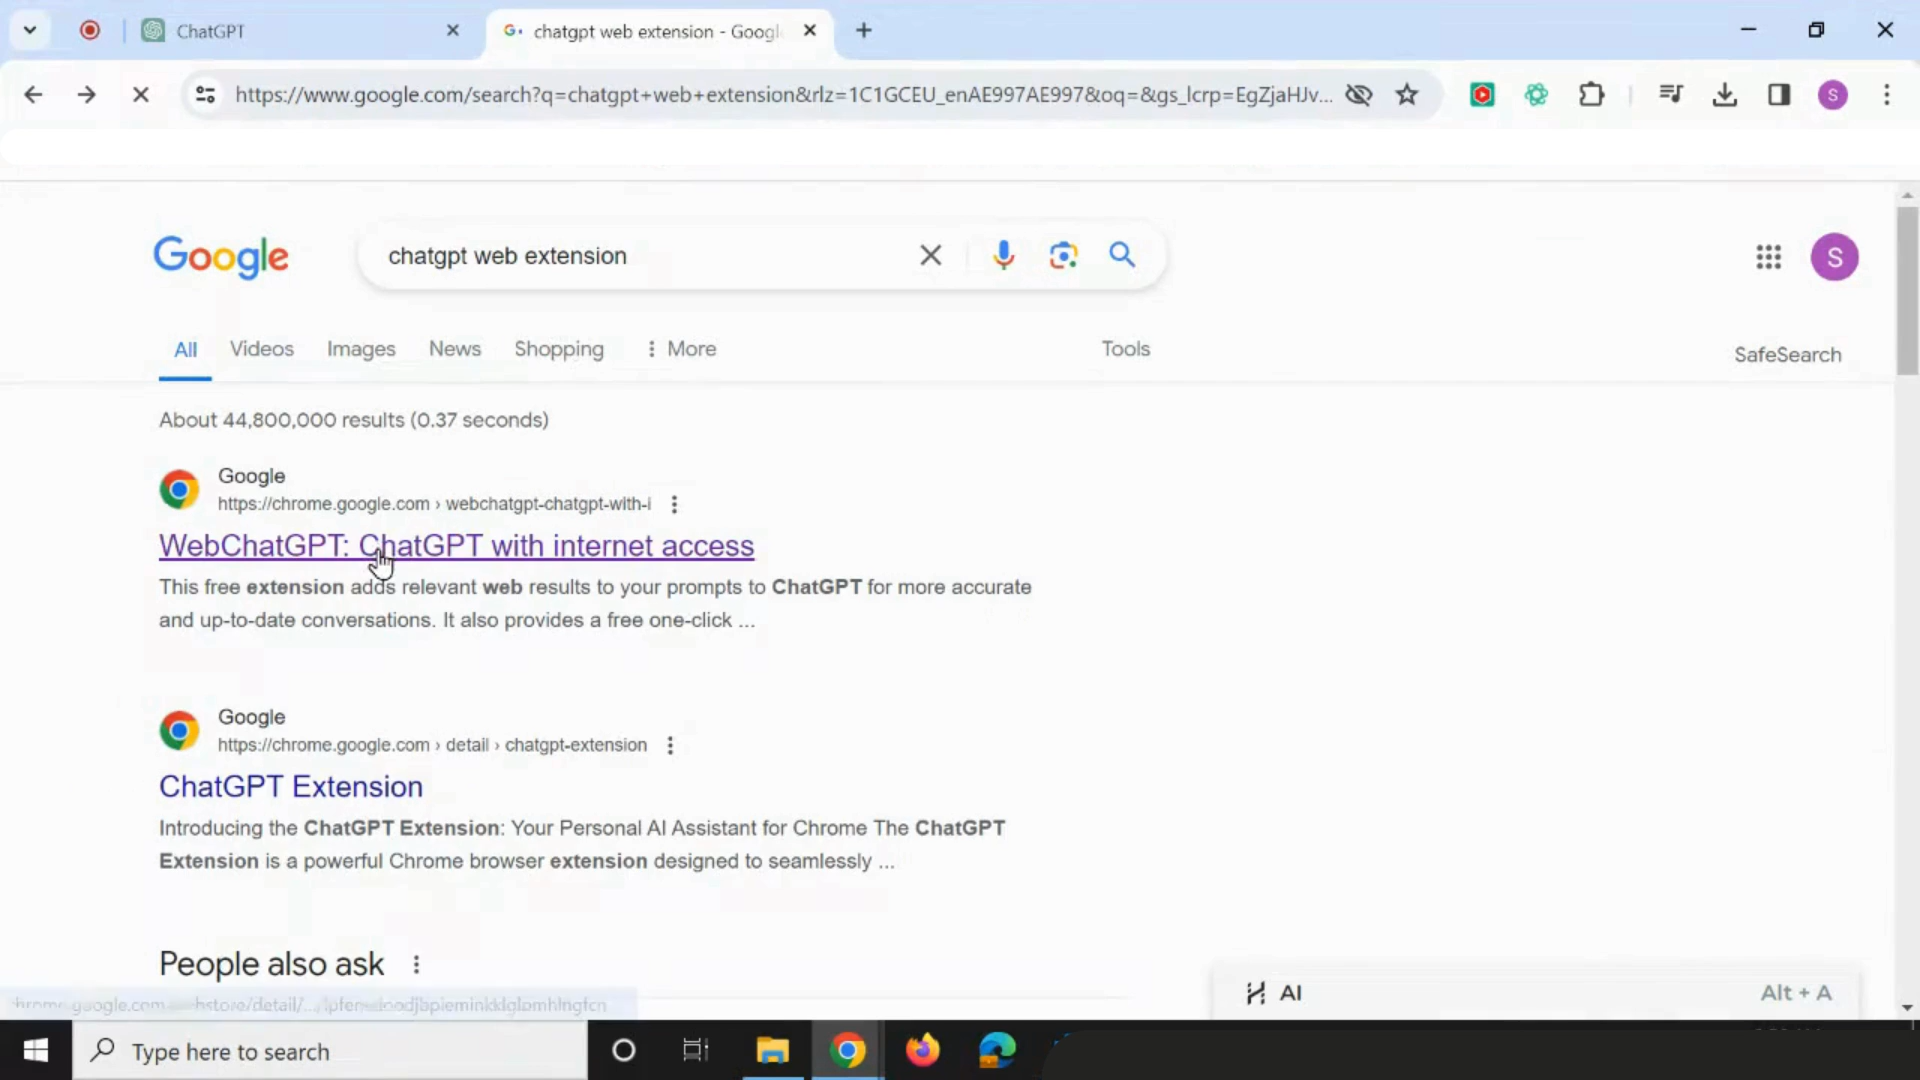 ChatGPT
chatgpt web extension - Googl
https://www.google.com/search?q=chatgpt+web+extension&rlz=1C1GCEU_enAE997AE997&oq=&gs_lcrp=EgZjaHJv...
S
Google
chatgpt web extension
S
All Videos Images News Shopping More Tools
SafeSearch
About 44,800,000 results (0.37 seconds)
Google
https://chrome.google.com › webchatgpt-chatgpt-with-i
WebChatGPT: ChatGPT with internet access
This free extension adds relevant web results to your prompts to ChatGPT for more accurate
and up-to-date conversations. It also provides a free one-click ...
Google
https://chrome.google.com › detail › chatgpt-extension
ChatGPT Extension
Introducing the ChatGPT Extension: Your Personal AI Assistant for Chrome The ChatGPT
Extension is a powerful Chrome browser extension designed to seamlessly ...
People also ask
AI Alt + A
Type here to search